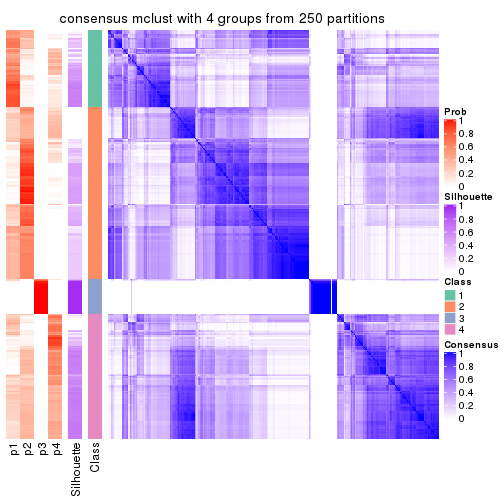 consensus mclust with 4 groups from 250 partitions
Prob
1
0.8
0.6
0.4
0.2
0
Silhouette
1
0.8
0.6
0.4
0.2
0
Class
1
2
3
4
Consensus
1
0.8
0.6
0.4
0.2
0
p1
p2
p3
p4
Silhouette
Class